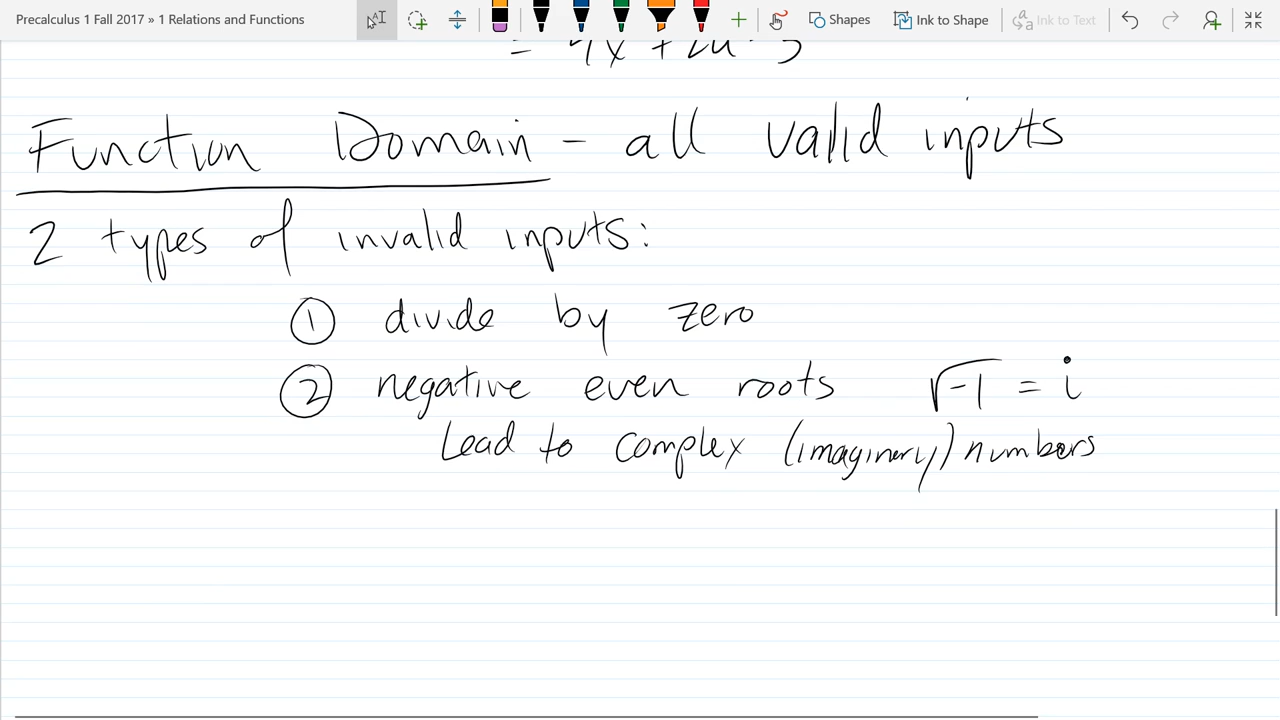 Precalculus 1 Fall 2017 » 1 Relations and Functions
Shapes
Ink to Shape
Ink to Text
Function Domain - all valid inputs
2 types of invalid inputs:
① divide by zero
② negative even roots √-1 = i
Lead to complex (imaginery) numbers